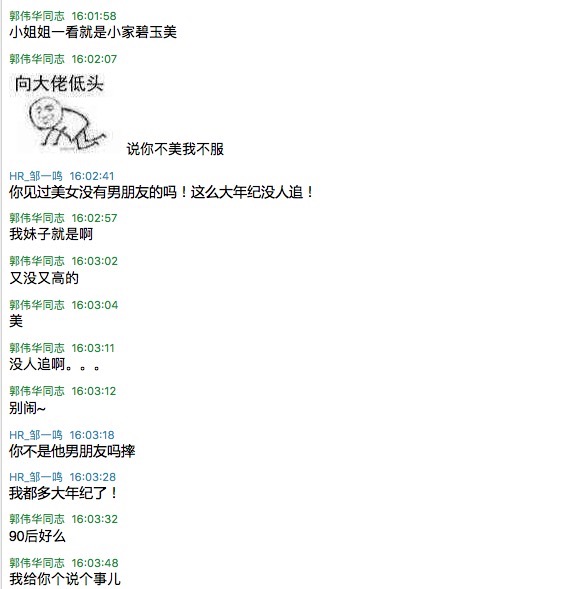 郭伟华同志 16:01:58
小姐姐一看就是小家碧玉美
郭伟华同志 16:02:07
向大佬低头
说你不美我不服
HR_邹一鸣 16:02:41
你见过美女没有男朋友的吗！这么大年纪没人追！
郭伟华同志 16:02:57
我妹子就是啊
郭伟华同志 16:03:02
又没又高的
郭伟华同志 16:03:04
美
郭伟华同志 16:03:11
没人追啊。。。
郭伟华同志 16:03:12
别闹~
HR_邹一鸣 16:03:18
你不是他男朋友吗摔
HR_邹一鸣 16:03:28
我都多大年纪了！
郭伟华同志 16:03:32
90后好么
郭伟华同志 16:03:48
我给你个说个事儿